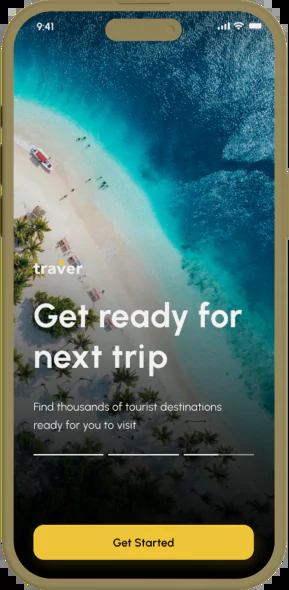 9:41
traver
Get ready for
next trip
Find thousands of tourist destinations
ready for you to visit
Get Started